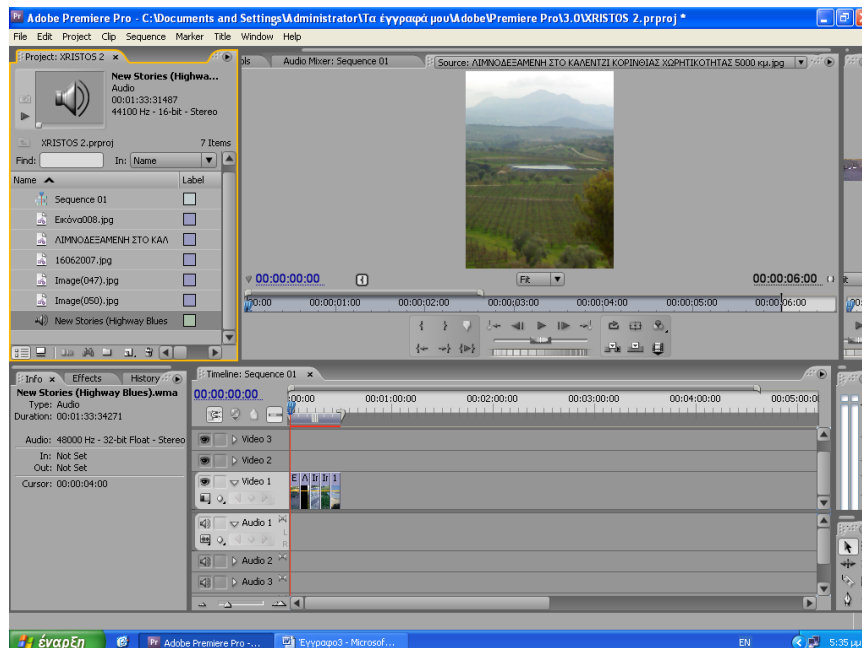 Adobe Premiere Pro - C:\Documents and Settings\Administrator\Τα έγγραφά μου\Adobe\Premiere Pro\3.0\XRISTOS 2.prproj *
File Edit Project Clip Sequence Marker Title Window Help
Project: XRISTOS 2 x
ols Audio Mixer: Sequence 01 Source: ΛΙΜΝΟΔΕΞΑΜΕΝΗ ΣΤΟ ΚΑΛΕΝΤΖΙ ΚΟΡΙΝΘΙΑΣ ΧΩΡΗΤΙΚΟΤΗΤΑΣ 5000 κμ.jpg
New Stories (Highwa...
Audio
00:01:33:31487
44100 Hz - 16-bit - Stereo
XRISTOS 2.prproj 7 Items
Find: In: Name
Name Label
Sequence 01
Εικόνα008.jpg
ΛΙΜΝΟΔΕΞΑΜΕΝΗ ΣΤΟ ΚΑΛ
16062007.jpg
Image(047).jpg
Image(050).jpg
New Stories (Highway Blues
00:00:00:00 Fit 00:00:06:00
00:00 00:00:01:00 00:00:02:00 00:00:03:00 00:00:04:00 00:00:05:00 00:00:06:00
Info x Effects History
New Stories (Highway Blues).wma
Type: Audio
Duration: 00:01:33:34271
Audio: 48000 Hz - 32-bit Float - Stereo
In: Not Set
Out: Not Set
Cursor: 00:00:04:00
Timeline: Sequence 01 x
00:00:00:00 :00:00 00:01:00:00 00:02:00:00 00:03:00:00 00:04:00:00 00:05:00:0
Video 3
Video 2
Video 1 E Λ Ir Ir 1
Audio 1
L
R
Audio 2
Audio 3
έναρξη Adobe Premiere Pro -... Έγγραφο3 - Microsof... EN 5:35 μμ